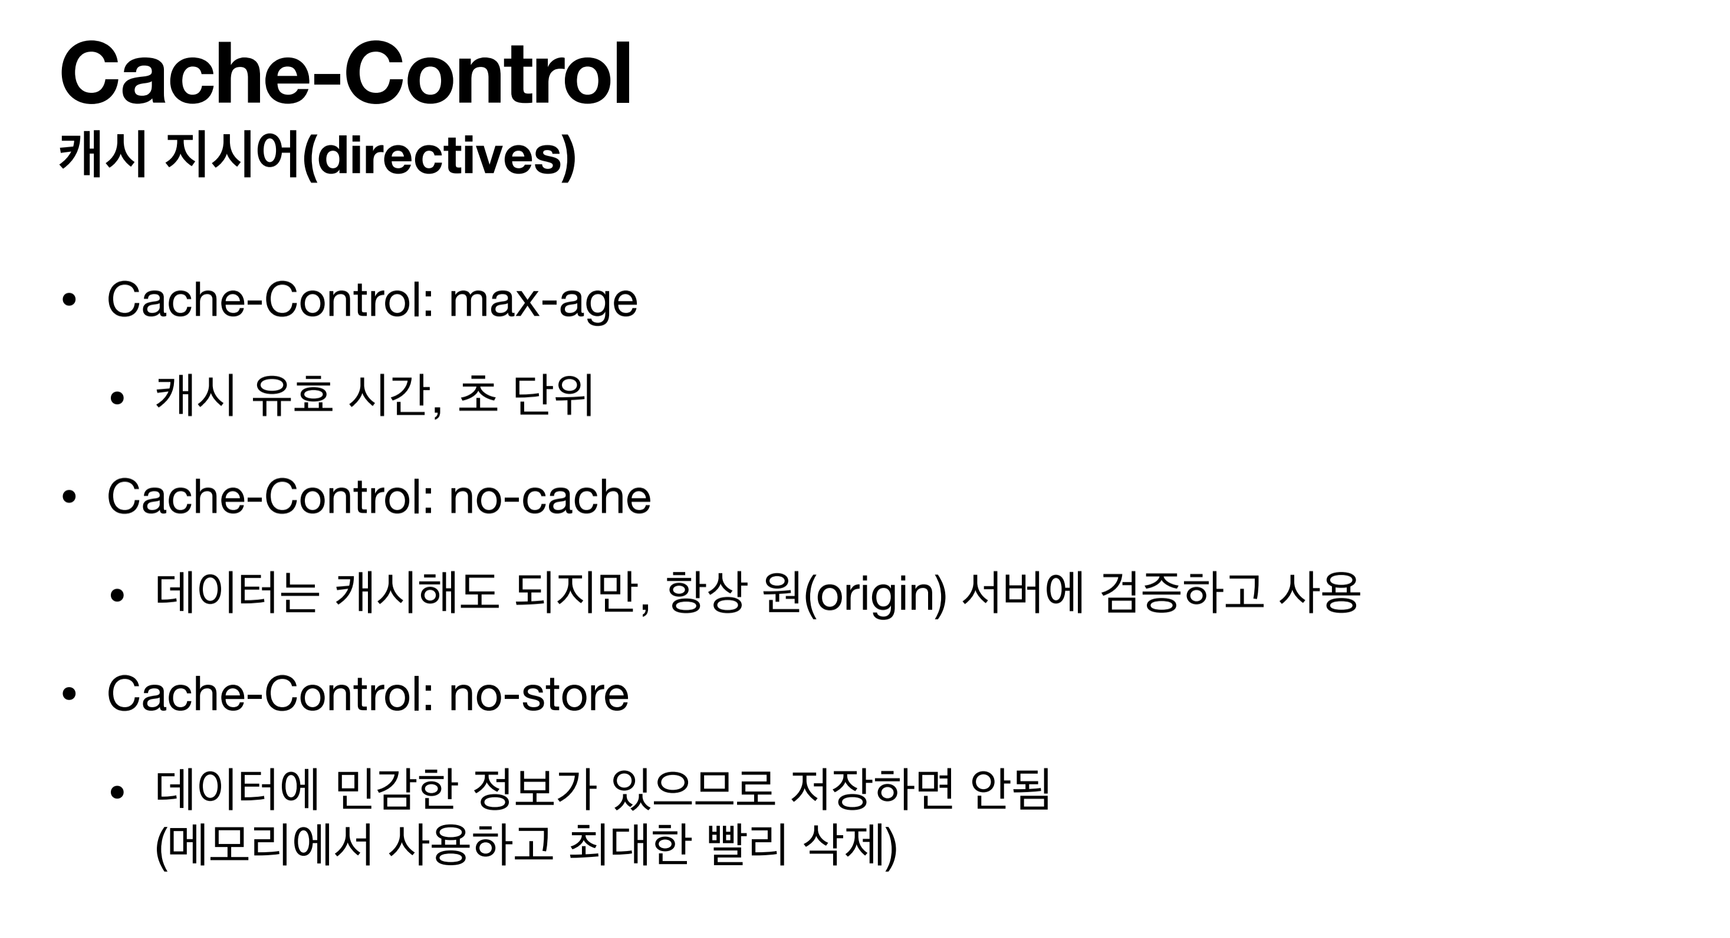 Cache-Control
캐시 지시어(directives)
• Cache-Control: max-age
• 캐시 유효 시간, 초 단위
• Cache-Control: no-cache
• 데이터는 캐시해도 되지만, 항상 원(origin) 서버에 검증하고 사용
• Cache-Control: no-store
• 데이터에 민감한 정보가 있으므로 저장하면 안됨
(메모리에서 사용하고 최대한 빨리 삭제)